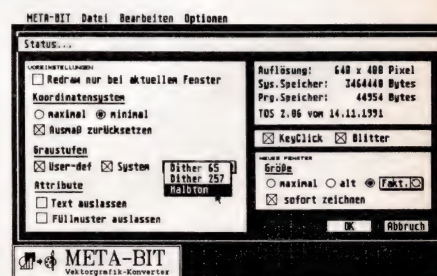 META-BIT Datei Bearbeiten Optionen
Status...
VOREINSTELLUNGEN
Redraw nur bei aktuellem Fenster
Koordinatensystem
maximal minimal
Ausmaß zurücksetzen
Graustufen
User-def System
Dither 65
Dither 257
Halbton
Attribute
Text auslassen
Füllmuster auslassen
Auflösung: 640 x 400 Pixel
Sys.Speicher: 3464448 Bytes
Prg.Speicher: 44954 Bytes
TOS 2.06 vom 14.11.1991
KeyClick Blitter
NEUES FENSTER
Größe
maximal alt Fakt.
sofort zeichnen
OK Abbruch
META-BIT
Vektorgrafik-Konverter